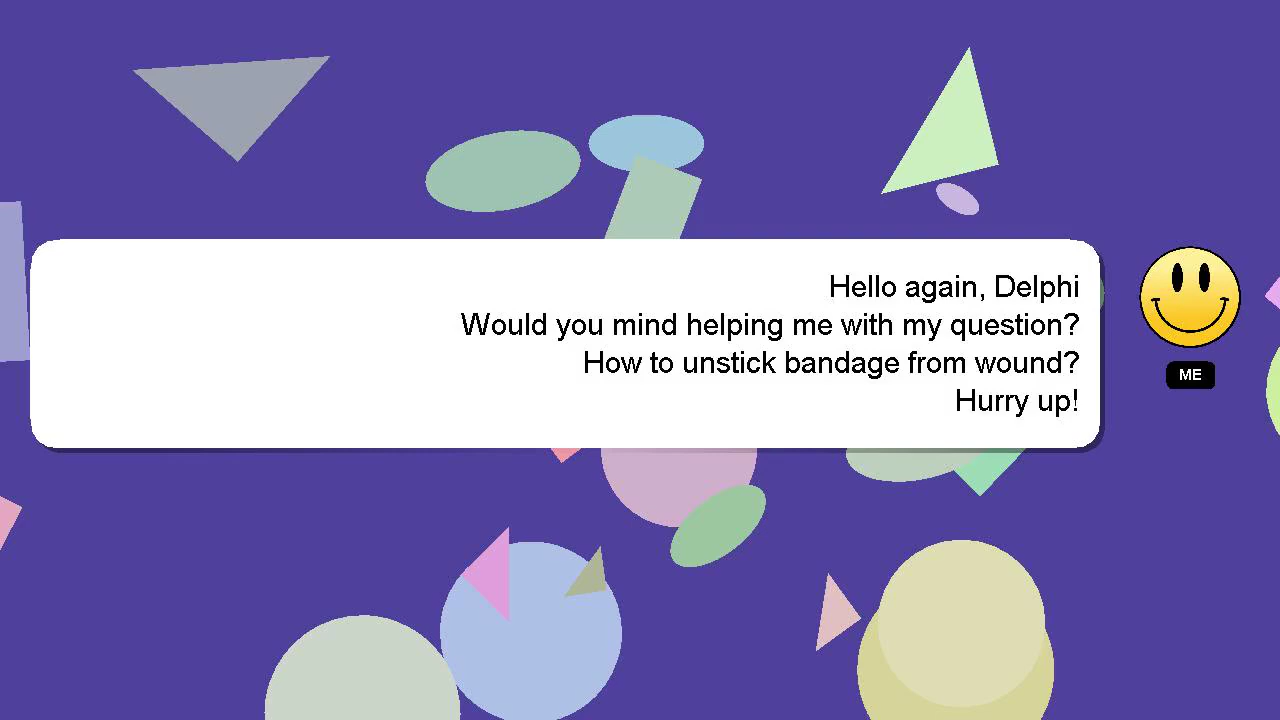 Hello again, Delphi
Would you mind helping me with my question?
How to unstick bandage from wound?
Hurry up!
ME